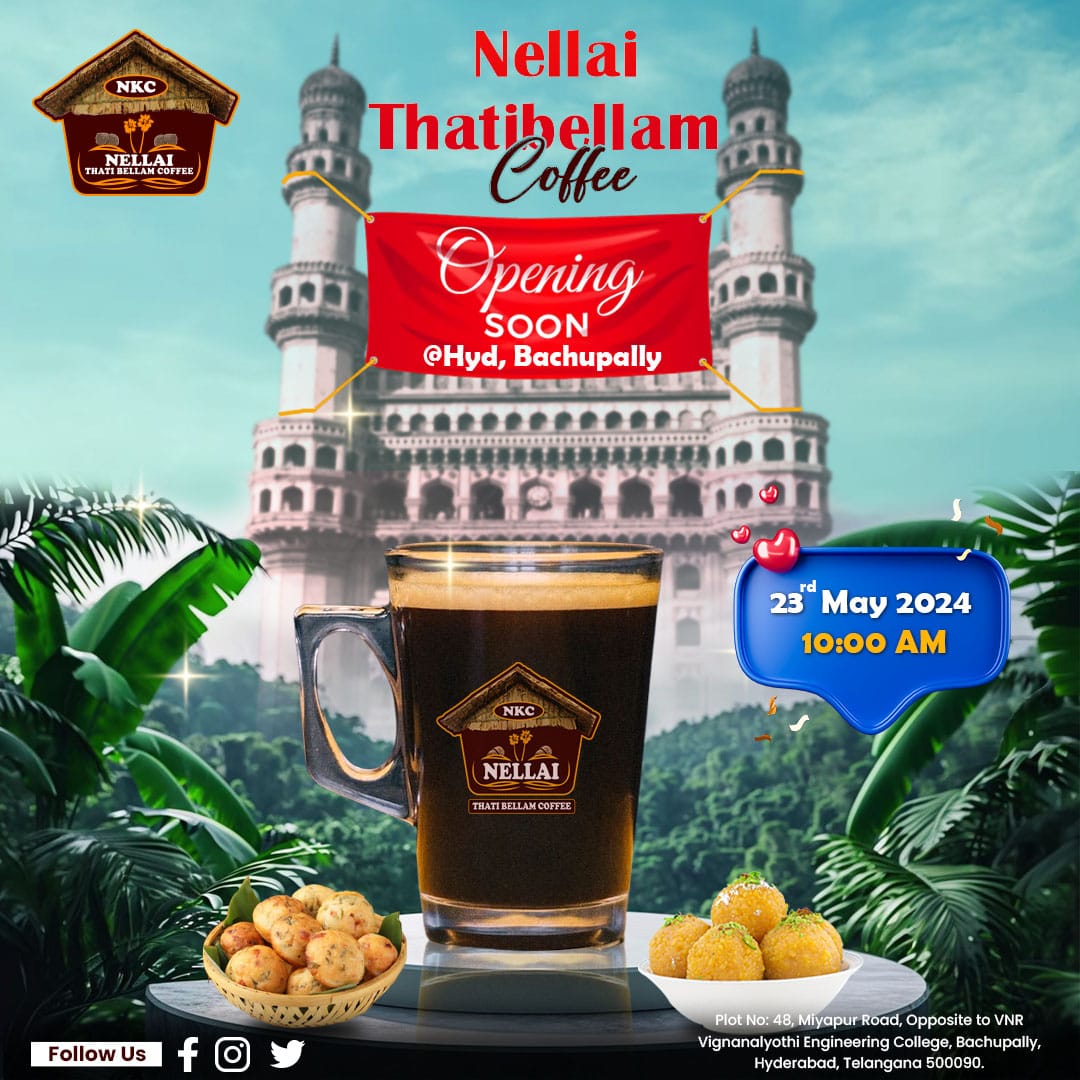 NKC
NELLAI
THATI BELLAM COFFEE
Nellai
Thatibellam
Coffee
Opening
SOON
@Hyd, Bachupally
23rd May 2024
10:00 AM
NKC
NELLAI
THATI BELLAM COFFEE
Plot No: 48, Miyapur Road, Opposite to VNR
Vignanalyothi Engineering College, Bachupally,
Hyderabad, Telangana 500090.
Follow Us